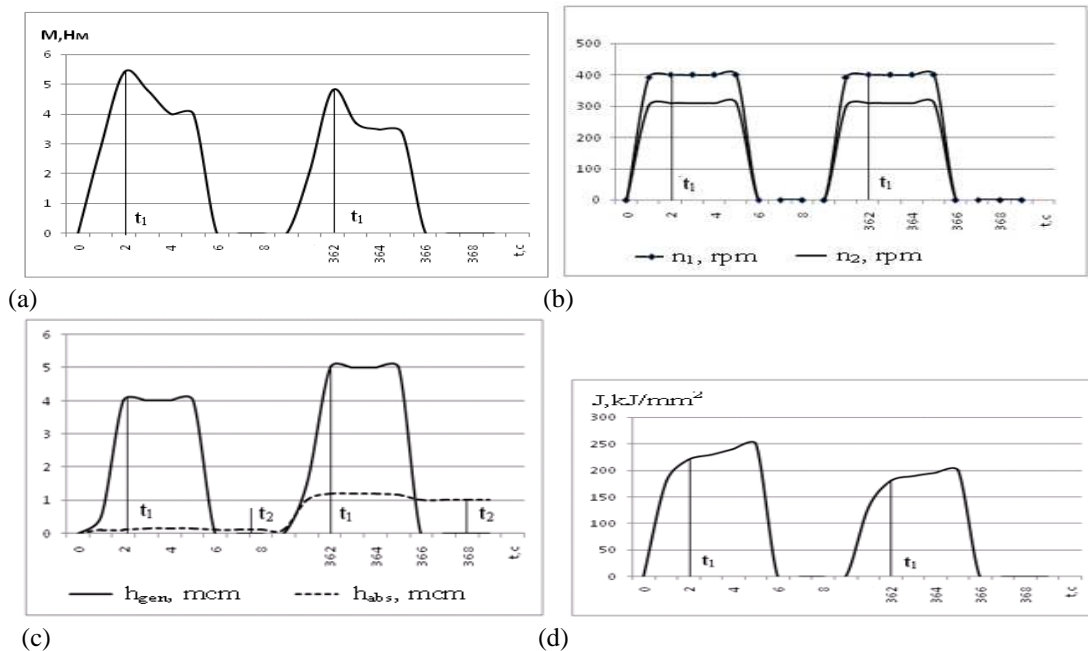 M,Нм
6
5
4
3
2
1
0
0 2 4 6 8 362 364 366 368 t,c
t₁ t₁
(a)
500
400
300
200
100
0
0 2 4 6 8 362 364 366 368 t,c
t₁ t₁
n₁, rpm n₂, rpm
(b)
6
5
4
3
2
1
0
0 2 4 6 8 362 364 366 368 t,c
t₁ t₂ t₁ t₂
h_gen, mcm h_abs, mcm
(c)
J,kJ/mm²
300
250
200
150
100
50
0
0 2 4 6 8 362 364 366 368 t,c
t₁ t₁
(d)